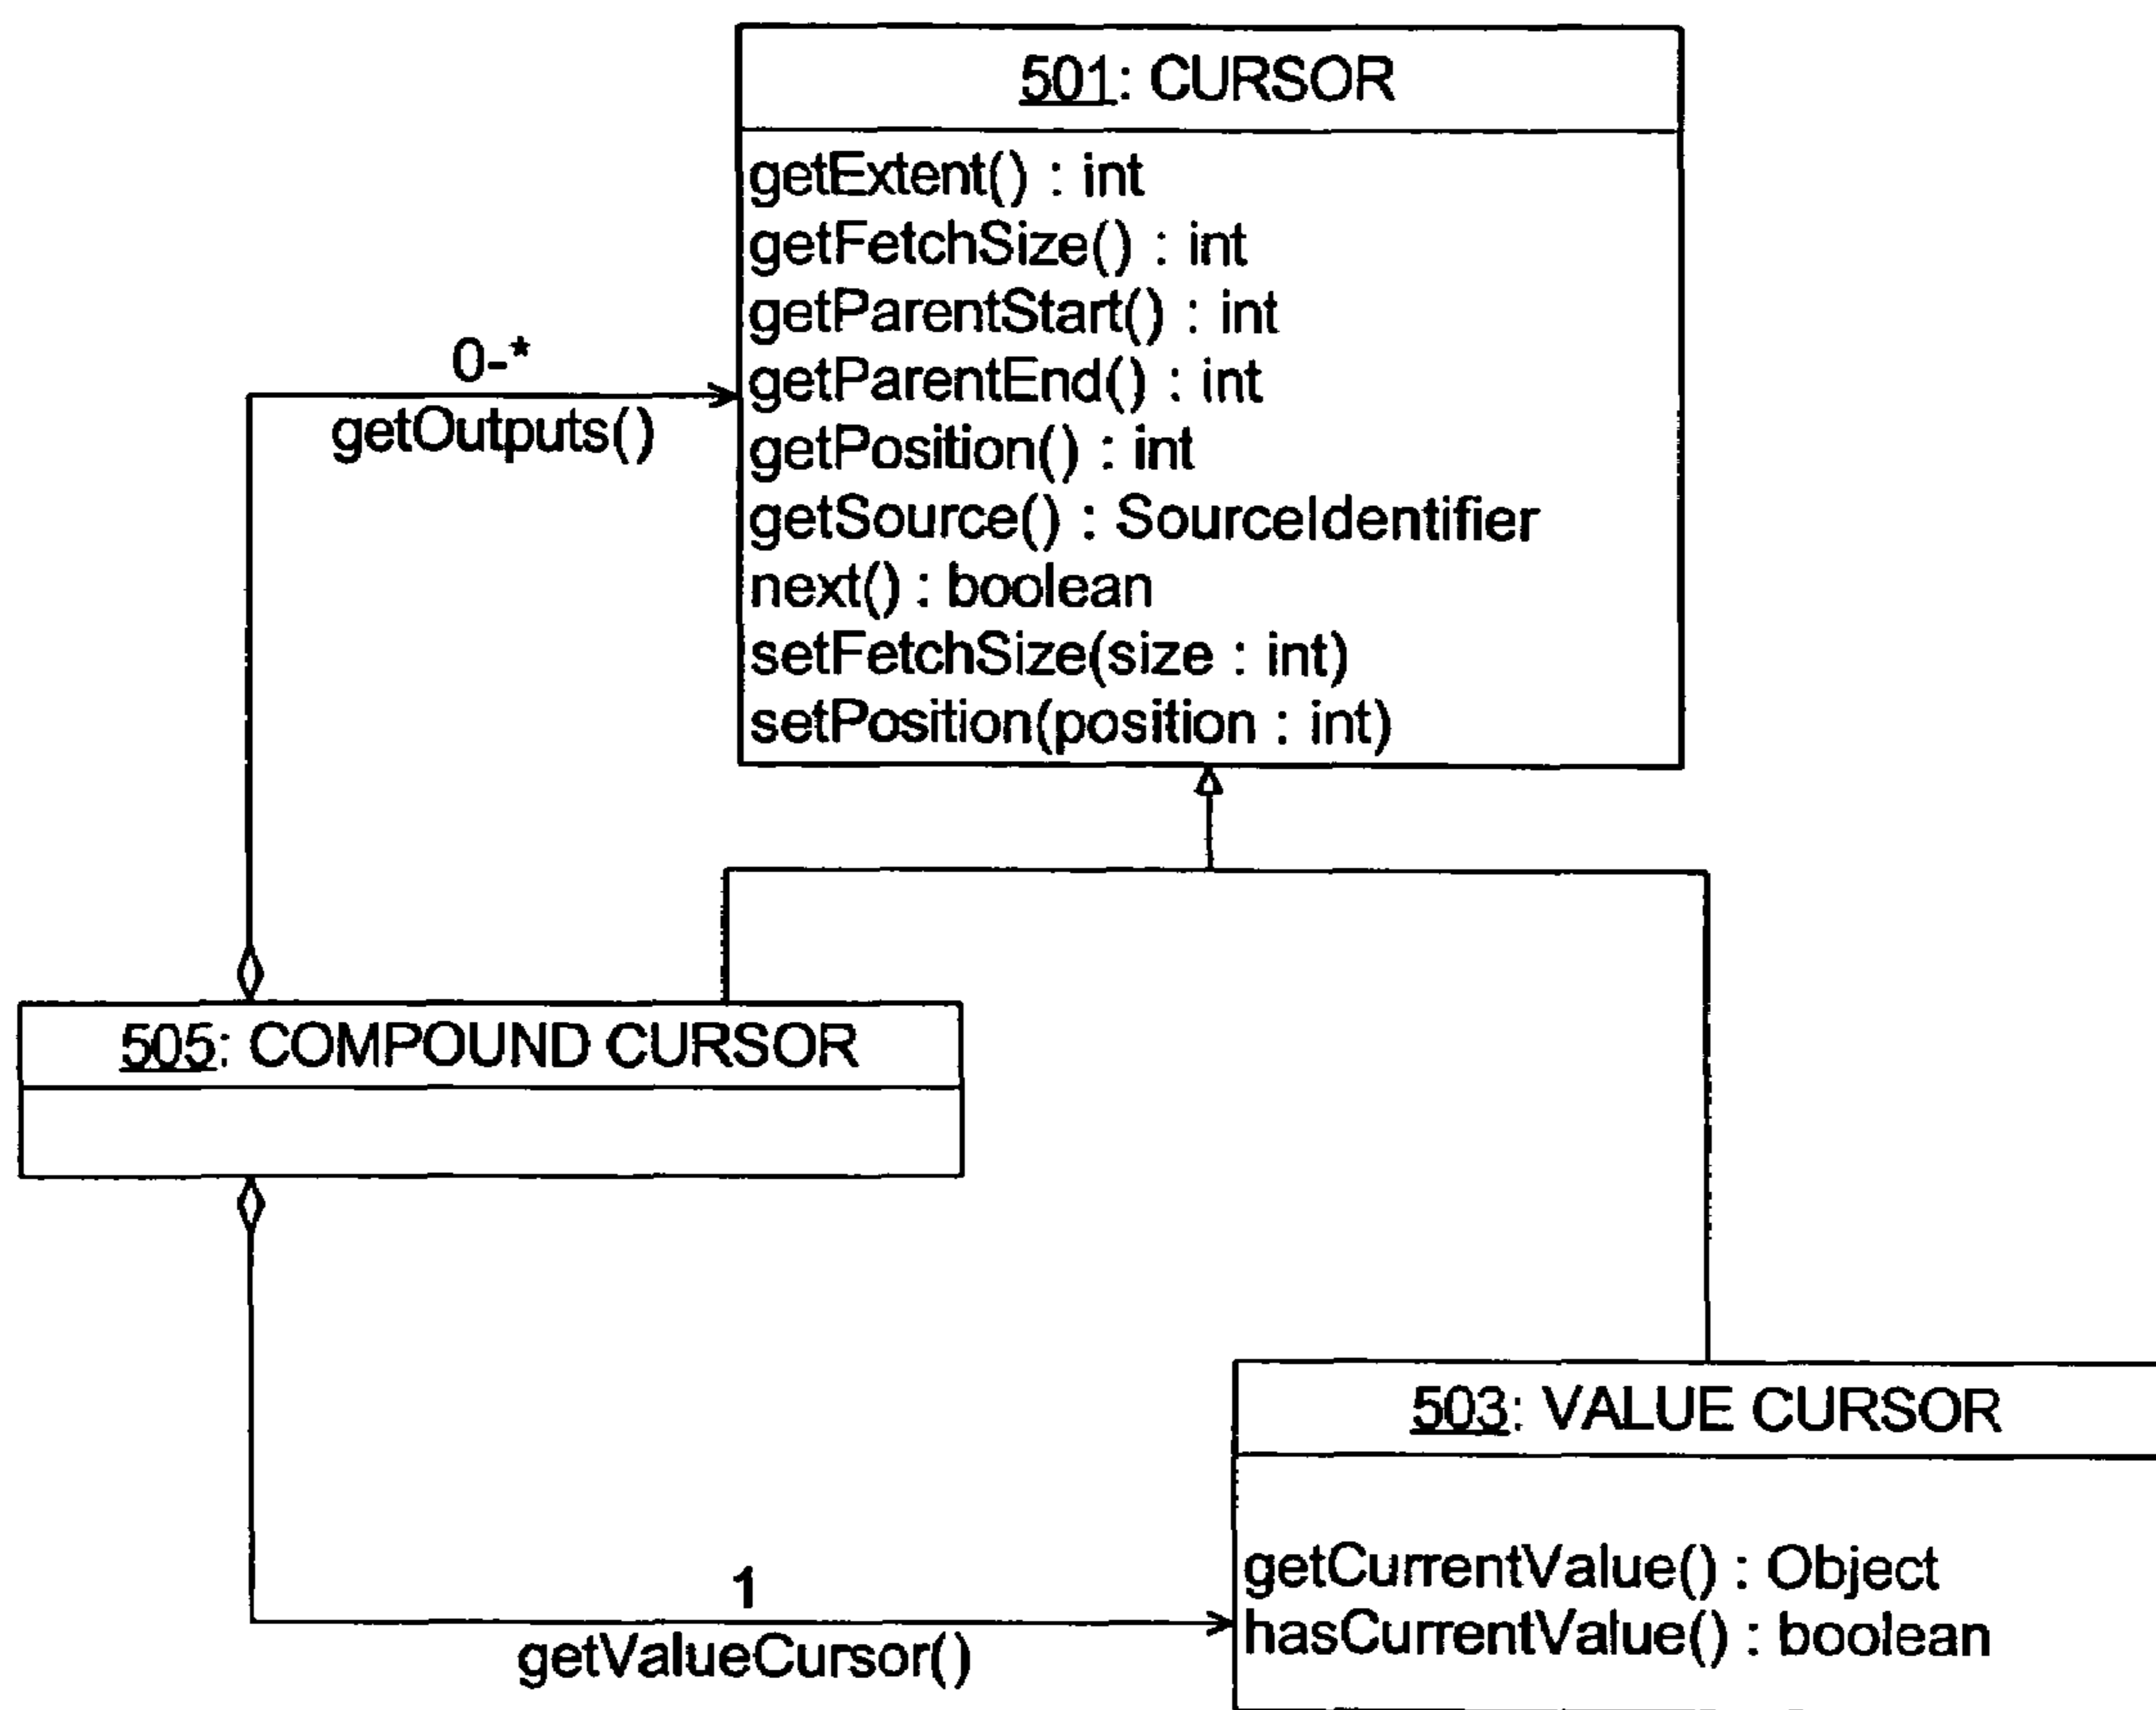 501: CURSOR
getExtent() : int
getFetchSize() : int
getParentStart() : int
getParentEnd() : int
getPosition() : int
getSource() : SourceIdentifier
next() : boolean
setFetchSize(size : int)
setPosition(position : int)
0-*
getOutputs()
505: COMPOUND CURSOR
503: VALUE CURSOR
getCurrentValue() : Object
hasCurrentValue() : boolean
1
getValueCursor()